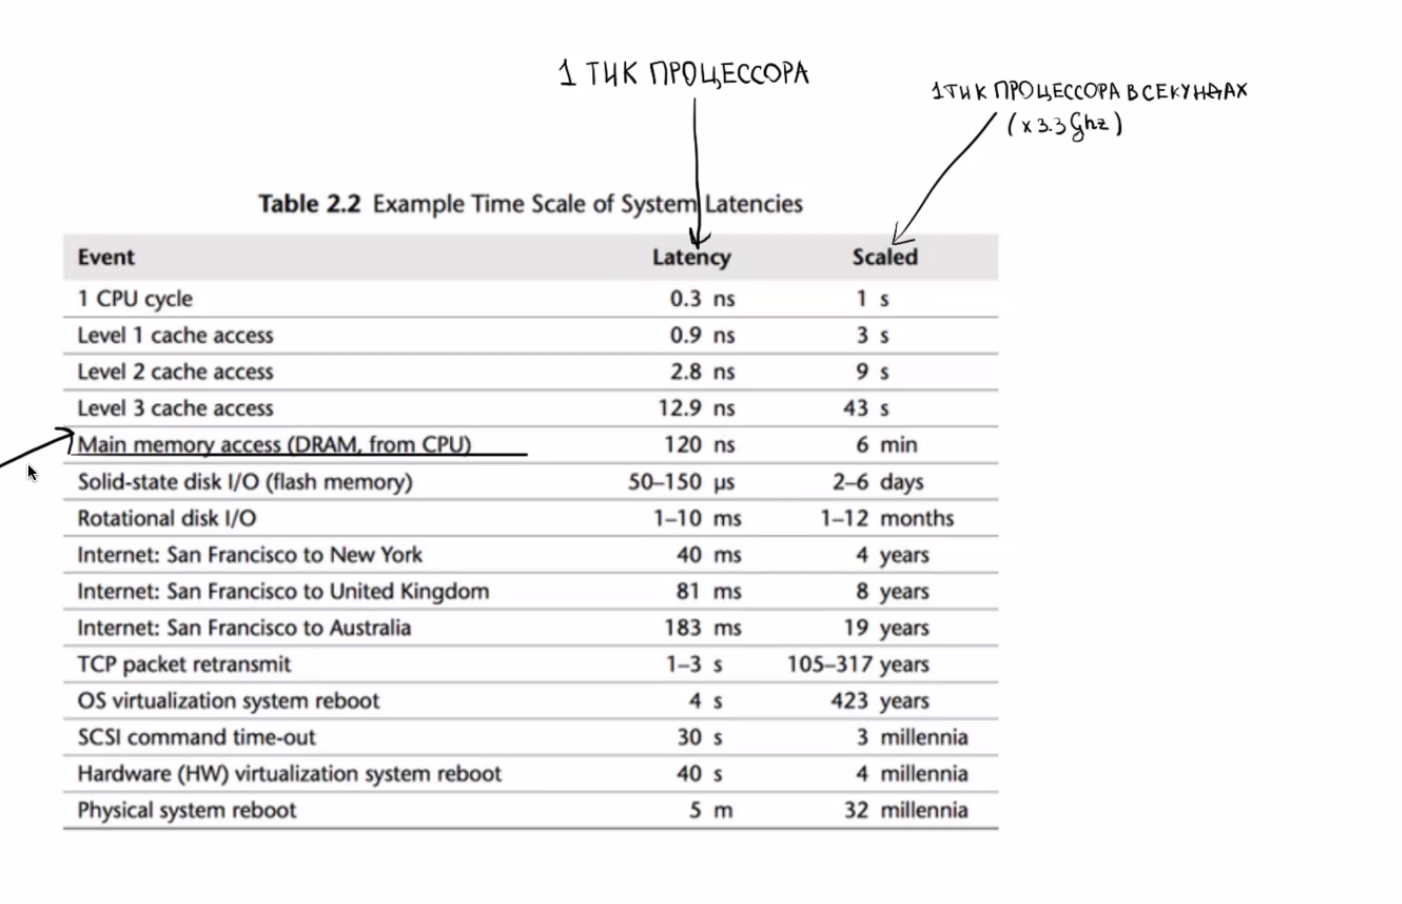 1 ТИК ПРОЦЕССОРА
1 ТИК ПРОЦЕССОРА В СЕКУНДАХ
(x 3.3 Ghz)
Table 2.2 Example Time Scale of System Latencies
Event Latency Scaled
1 CPU cycle 0.3 ns 1 s
Level 1 cache access 0.9 ns 3 s
Level 2 cache access 2.8 ns 9 s
Level 3 cache access 12.9 ns 43 s
Main memory access (DRAM, from CPU) 120 ns 6 min
Solid-state disk I/O (flash memory) 50–150 μs 2–6 days
Rotational disk I/O 1–10 ms 1–12 months
Internet: San Francisco to New York 40 ms 4 years
Internet: San Francisco to United Kingdom 81 ms 8 years
Internet: San Francisco to Australia 183 ms 19 years
TCP packet retransmit 1–3 s 105–317 years
OS virtualization system reboot 4 s 423 years
SCSI command time-out 30 s 3 millennia
Hardware (HW) virtualization system reboot 40 s 4 millennia
Physical system reboot 5 m 32 millennia